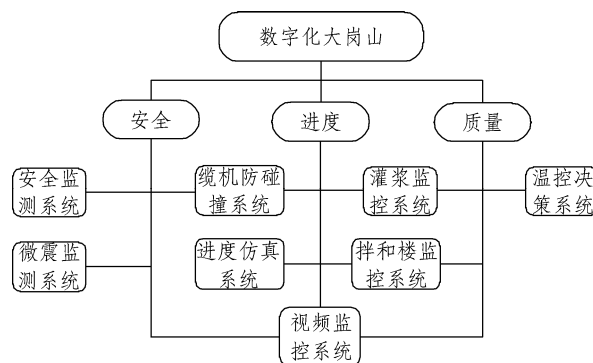 数字化大岗山
安全
进度
质量
安全监
测系统
缆机防碰
撞系统
灌浆监
控系统
温控决
策系统
微震监
测系统
进度仿真
系统
拌和楼监
控系统
视频监
控系统